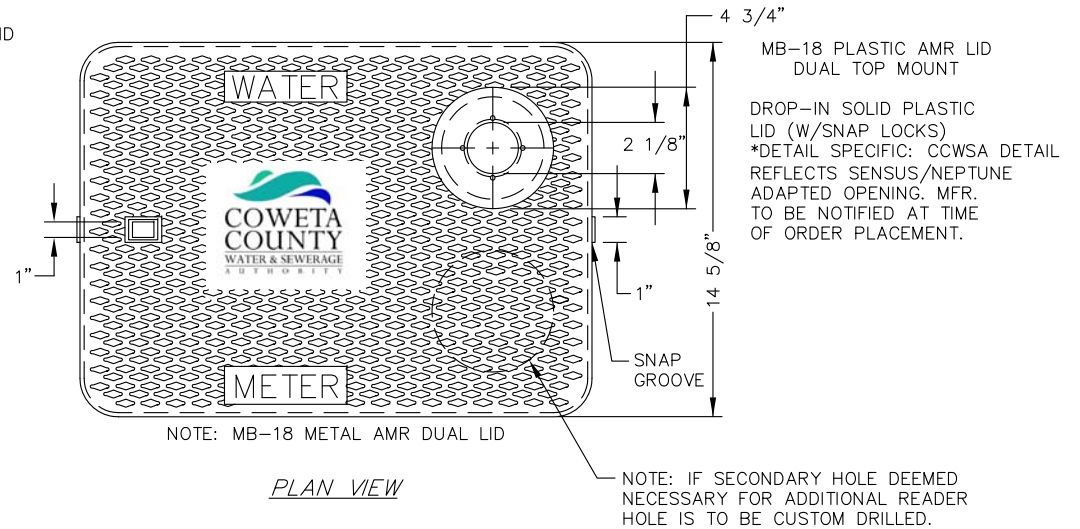 ID
4 3/4"
MB-18 PLASTIC AMR LID
DUAL TOP MOUNT
DROP-IN SOLID PLASTIC
LID (W/SNAP LOCKS)
*DETAIL SPECIFIC: CCWSA DETAIL
REFLECTS SENSUS/NEPTUNE
ADAPTED OPENING. MFR.
TO BE NOTIFIED AT TIME
OF ORDER PLACEMENT.
WATER
2 1/8"
COWETA
COUNTY
WATER & SEWERAGE
AUTHORITY
1"
1"
14 5/8"
SNAP
GROOVE
METER
NOTE: MB-18 METAL AMR DUAL LID
PLAN VIEW
NOTE: IF SECONDARY HOLE DEEMED
NECESSARY FOR ADDITIONAL READER
HOLE IS TO BE CUSTOM DRILLED.